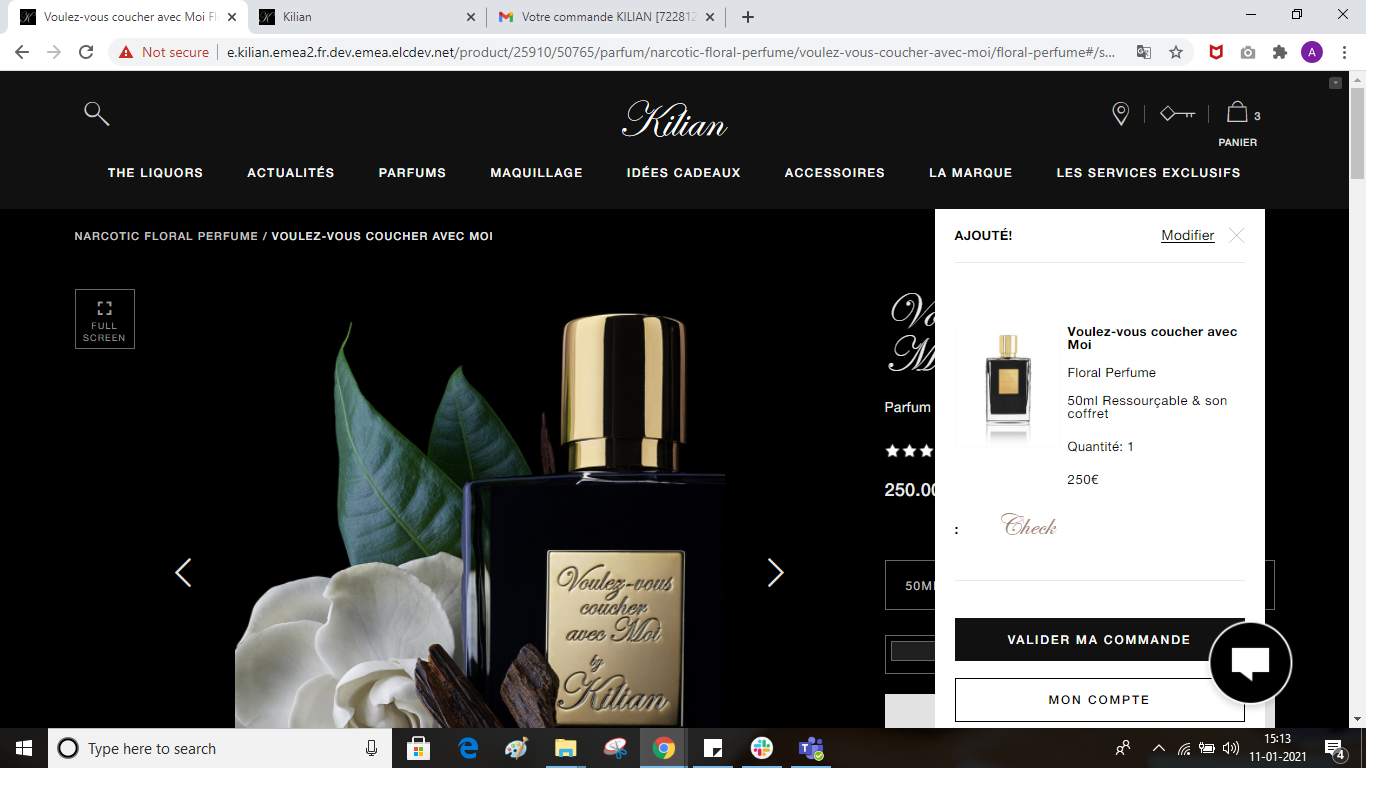 Voulez-vous coucher avec Moi Fl
Kilian
Votre commande KILIAN [722812
Not secure
e.kilian.emea2.fr.dev.emea.elcdev.net/product/25910/50765/parfum/narcotic-floral-perfume/voulez-vous-coucher-avec-moi/floral-perfume#/s...
A
Kilian
3
PANIER
THE LIQUORS ACTUALITÉS PARFUMS MAQUILLAGE IDÉES CADEAUX ACCESSOIRES LA MARQUE LES SERVICES EXCLUSIFS
NARCOTIC FLORAL PERFUME / VOULEZ-VOUS COUCHER AVEC MOI
FULL
SCREEN
Voulez-vous
coucher
avec Moi
by
Kilian
Vo
M
Parfum
250.00
50M
AJOUTÉ!
Modifier
Voulez-vous coucher avec
Moi
Floral Perfume
50ml Ressourçable & son
coffret
Quantité: 1
250€
: Check
VALIDER MA COMMANDE
MON COMPTE
Type here to search
15:13
11-01-2021
4